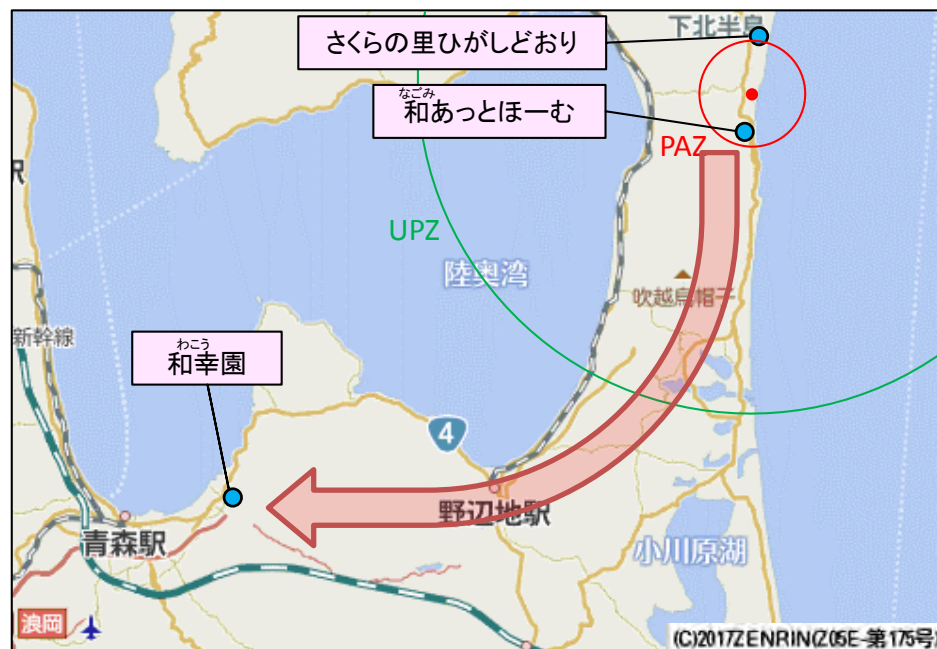 下北半島
さくらの里ひがしどおり
なごみ
和あっとほーむ
PAZ
UPZ
陸奥湾
吹越烏帽子
新幹線
わこう
和幸園
4
野辺地駅
青森駅
小川原湖
浪岡
(C)2017ZENRIN(Z05E-第175号)